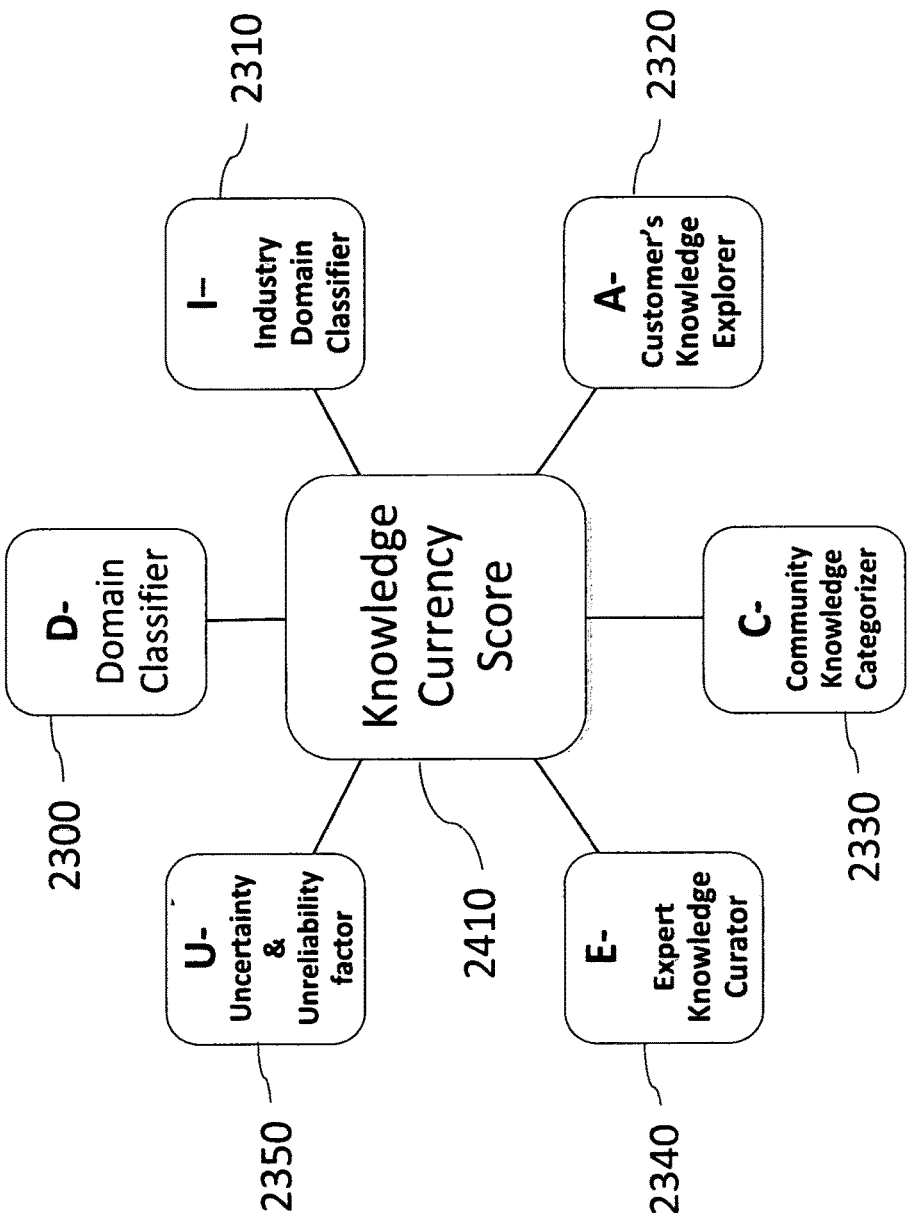 2300
D-
Domain
Classifier
2310
I–
Industry
Domain
Classifier
2320
A-
Customer's
Knowledge
Explorer
2330
C-
Community
Knowledge
Categorizer
2340
E-
Expert
Knowledge
Curator
2350
U-
Uncertainty
&
Unreliability
factor
2410
Knowledge
Currency
Score